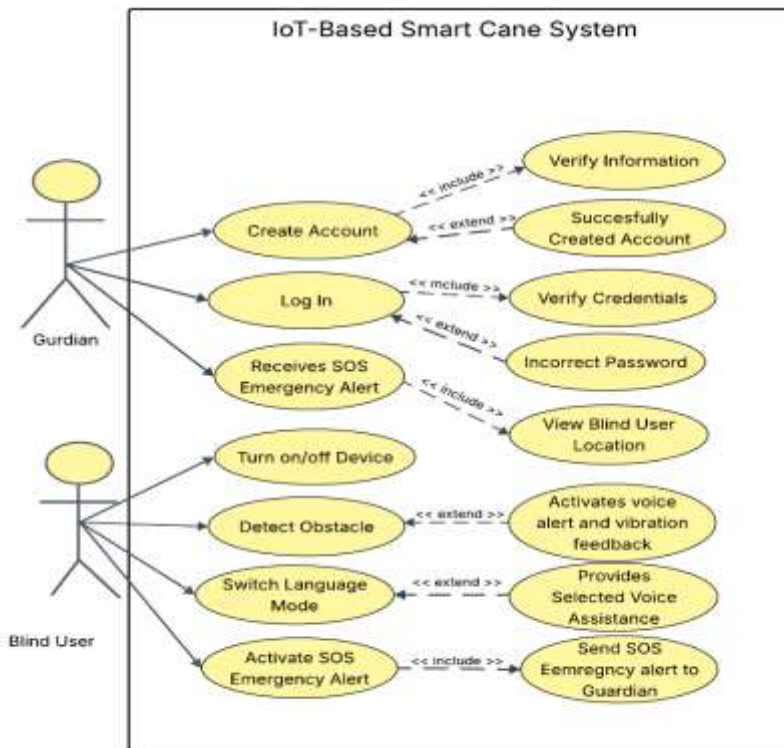 IoT-Based Smart Cane System
Verify Information
<< include >>
Create Account
<< extend >>
Succesfully
Created Account
Gurdian
Log In
<< mclude >>
Verify Credentials
<< extend >>
Incorrect Password
Receives SOS
Emergency Alert
<< include >>
View Blind User
Location
Turn on/off Device
Detect Obstacle
<< extend >>
Activates voice
alert and vibration
feedback
Switch Language
Mode
<< extend >>
Provides
Selected Voice
Assistance
Blind User
Activate SOS
Emergency Alert
<< include >>
Send SOS
Eemregncy alert to
Guardian